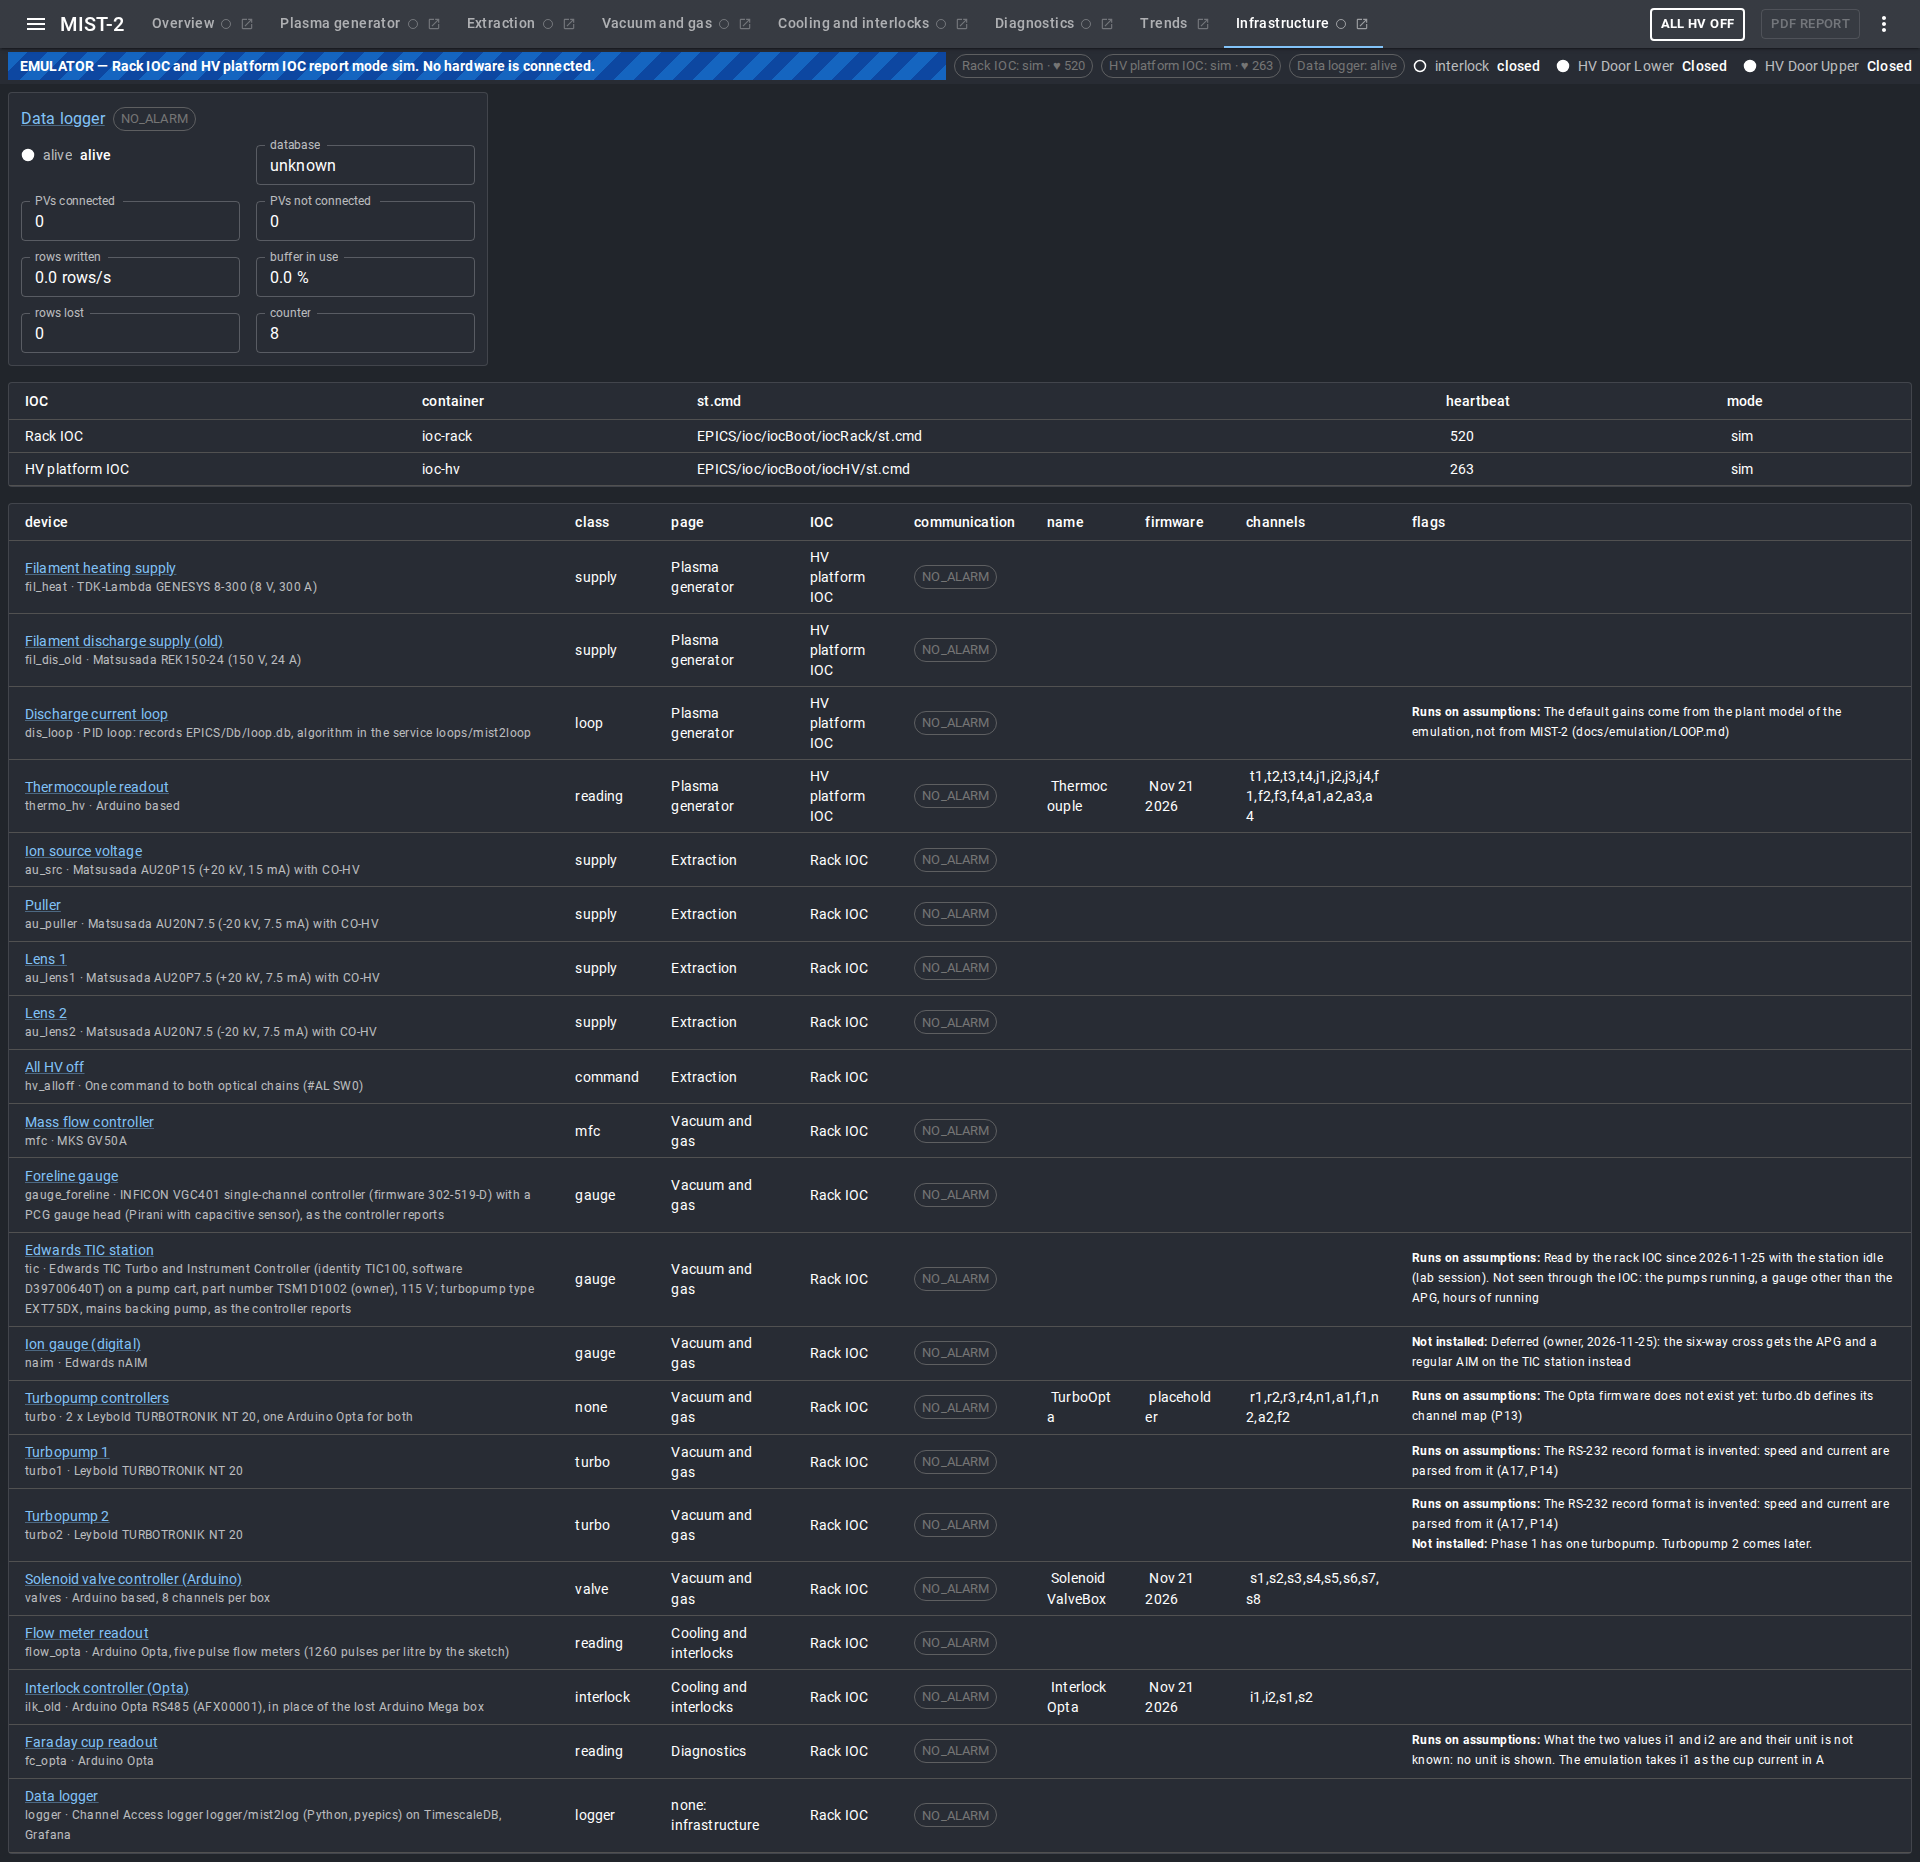 MIST-2 Overview Plasma generator Extraction Vacuum and gas Cooling and interlocks Diagnostics Trends Infrastructure ALL HV OFF PDF REPORT
EMULATOR — Rack IOC and HV platform IOC report mode sim. No hardware is connected. Rack IOC: sim · ♥ 520 HV platform IOC: sim · ♥ 263 Data logger: alive interlock closed HV Door Lower Closed HV Door Upper Closed
Data logger NO_ALARM
alive alive
database
unknown
PVs connected
0
PVs not connected
0
rows written
0.0 rows/s
buffer in use
0.0 %
rows lost
0
counter
8
IOC container st.cmd heartbeat mode
Rack IOC ioc-rack EPICS/ioc/iocBoot/iocRack/st.cmd 520 sim
HV platform IOC ioc-hv EPICS/ioc/iocBoot/iocHV/st.cmd 263 sim
device class page IOC communication name firmware channels flags
Filament heating supply
fil_heat · TDK-Lambda GENESYS 8-300 (8 V, 300 A)
supply
Plasma
generator
HV
platform
IOC
NO_ALARM
Filament discharge supply (old)
fil_dis_old · Matsusada REK150-24 (150 V, 24 A)
supply
Plasma
generator
HV
platform
IOC
NO_ALARM
Discharge current loop
dis_loop · PID loop: records EPICS/Db/loop.db, algorithm in the service loops/mist2loop
loop
Plasma
generator
HV
platform
IOC
NO_ALARM
Runs on assumptions: The default gains come from the plant model of the
emulation, not from MIST-2 (docs/emulation/LOOP.md)
Thermocouple readout
thermo_hv · Arduino based
reading
Plasma
generator
HV
platform
IOC
NO_ALARM
Thermoc
ouple
Nov 21
2026
t1,t2,t3,t4,j1,j2,j3,j4,f
1,f2,f3,f4,a1,a2,a3,a
4
Ion source voltage
au_src · Matsusada AU20P15 (+20 kV, 15 mA) with CO-HV
supply
Extraction
Rack IOC
NO_ALARM
Puller
au_puller · Matsusada AU20N7.5 (-20 kV, 7.5 mA) with CO-HV
supply
Extraction
Rack IOC
NO_ALARM
Lens 1
au_lens1 · Matsusada AU20P7.5 (+20 kV, 7.5 mA) with CO-HV
supply
Extraction
Rack IOC
NO_ALARM
Lens 2
au_lens2 · Matsusada AU20N7.5 (-20 kV, 7.5 mA) with CO-HV
supply
Extraction
Rack IOC
NO_ALARM
All HV off
hv_alloff · One command to both optical chains (#AL SW0)
command
Extraction
Rack IOC
Mass flow controller
mfc · MKS GV50A
mfc
Vacuum and
gas
Rack IOC
NO_ALARM
Foreline gauge
gauge_foreline · INFICON VGC401 single-channel controller (firmware 302-519-D) with a
PCG gauge head (Pirani with capacitive sensor), as the controller reports
gauge
Vacuum and
gas
Rack IOC
NO_ALARM
Edwards TIC station
tic · Edwards TIC Turbo and Instrument Controller (identity TIC100, software
D39700640T) on a pump cart, part number TSM1D1002 (owner), 115 V; turbopump type
EXT75DX, mains backing pump, as the controller reports
gauge
Vacuum and
gas
Rack IOC
NO_ALARM
Runs on assumptions: Read by the rack IOC since 2026-11-25 with the station idle
(lab session). Not seen through the IOC: the pumps running, a gauge other than the
APG, hours of running
Ion gauge (digital)
naim · Edwards nAIM
gauge
Vacuum and
gas
Rack IOC
NO_ALARM
Not installed: Deferred (owner, 2026-11-25): the six-way cross gets the APG and a
regular AIM on the TIC station instead
Turbopump controllers
turbo · 2 x Leybold TURBOTRONIK NT 20, one Arduino Opta for both
none
Vacuum and
gas
Rack IOC
NO_ALARM
TurboOpt
a
placehold
er
r1,r2,r3,r4,n1,a1,f1,n
2,a2,f2
Runs on assumptions: The Opta firmware does not exist yet: turbo.db defines its
channel map (P13)
Turbopump 1
turbo1 · Leybold TURBOTRONIK NT 20
turbo
Vacuum and
gas
Rack IOC
NO_ALARM
Runs on assumptions: The RS-232 record format is invented: speed and current are
parsed from it (A17, P14)
Turbopump 2
turbo2 · Leybold TURBOTRONIK NT 20
turbo
Vacuum and
gas
Rack IOC
NO_ALARM
Runs on assumptions: The RS-232 record format is invented: speed and current are
parsed from it (A17, P14)
Not installed: Phase 1 has one turbopump. Turbopump 2 comes later.
Solenoid valve controller (Arduino)
valves · Arduino based, 8 channels per box
valve
Vacuum and
gas
Rack IOC
NO_ALARM
Solenoid
ValveBox
Nov 21
2026
s1,s2,s3,s4,s5,s6,s7,
s8
Flow meter readout
flow_opta · Arduino Opta, five pulse flow meters (1260 pulses per litre by the sketch)
reading
Cooling and
interlocks
Rack IOC
NO_ALARM
Interlock controller (Opta)
ilk_old · Arduino Opta RS485 (AFX00001), in place of the lost Arduino Mega box
interlock
Cooling and
interlocks
Rack IOC
NO_ALARM
Interlock
Opta
Nov 21
2026
i1,i2,s1,s2
Faraday cup readout
fc_opta · Arduino Opta
reading
Diagnostics
Rack IOC
NO_ALARM
Runs on assumptions: What the two values i1 and i2 are and their unit is not
known: no unit is shown. The emulation takes i1 as the cup current in A
Data logger
logger · Channel Access logger logger/mist2log (Python, pyepics) on TimescaleDB,
Grafana
logger
none:
infrastructure
Rack IOC
NO_ALARM